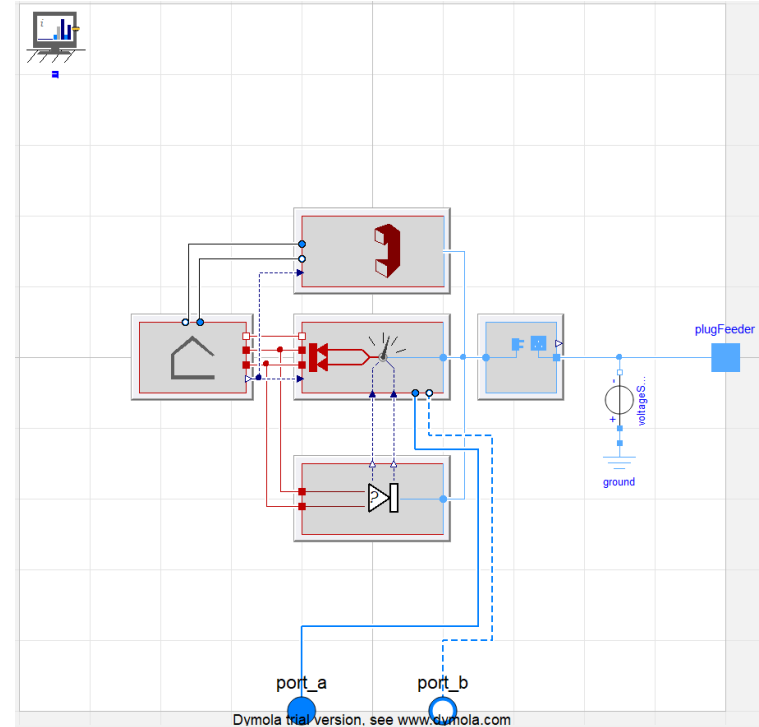 i
plugFeeder
-
voltageS...
+
ground
?
port_a
port_b
Dymola trial version, see www.dymola.com